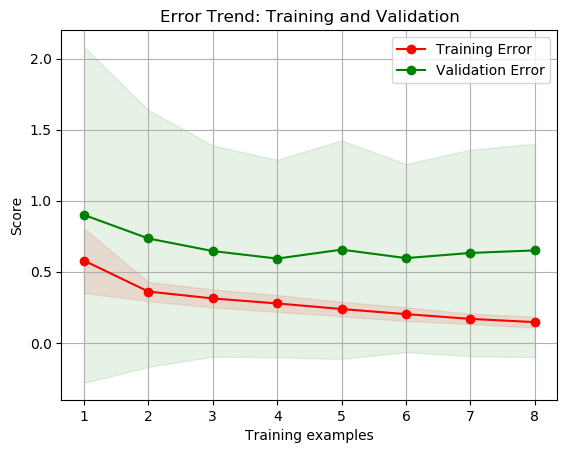 Error Trend: Training and Validation
Training Error
Validation Error
Score
2.0
1.5
1.0
0.5
0.0
1 2 3 4 5 6 7 8
Training examples